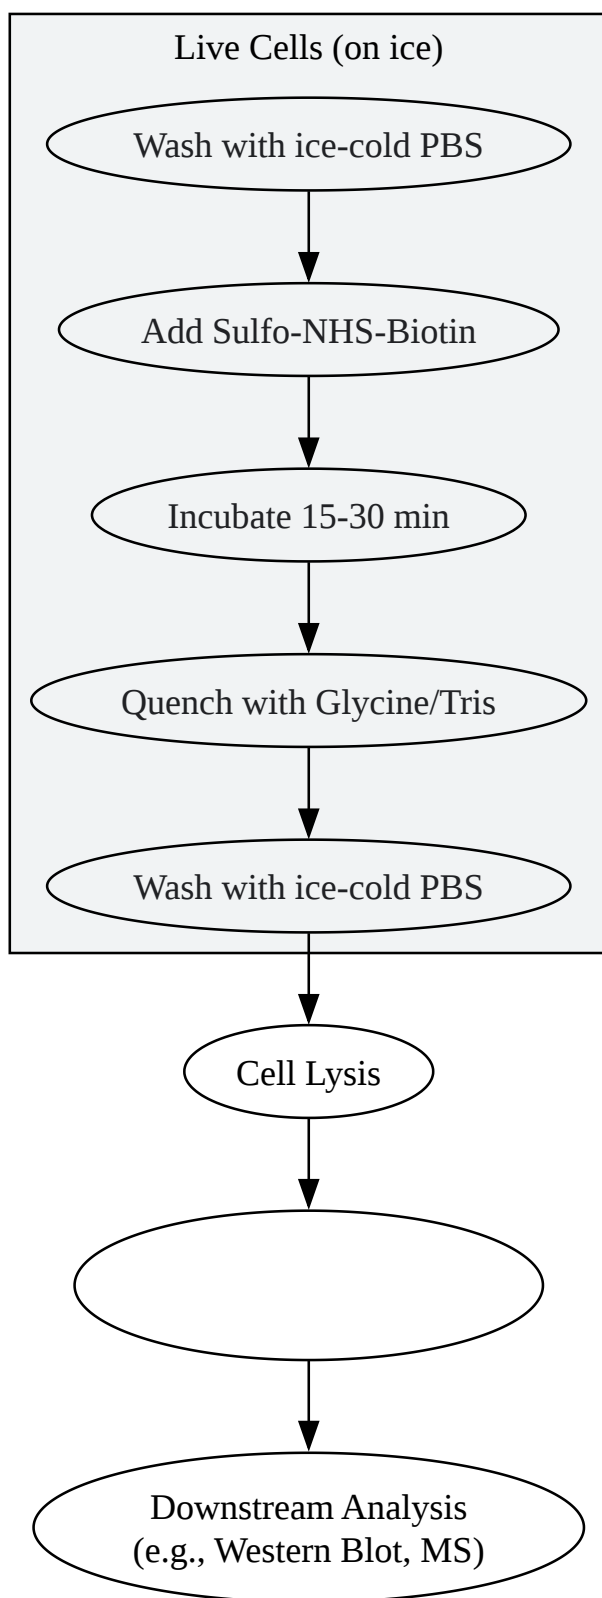 Live Cells (on ice)
Wash with ice-cold PBS
Add Sulfo-NHS-Biotin
Incubate 15-30 min
Quench with Glycine/Tris
Wash with ice-cold PBS
Cell Lysis
Downstream Analysis
(e.g., Western Blot, MS)